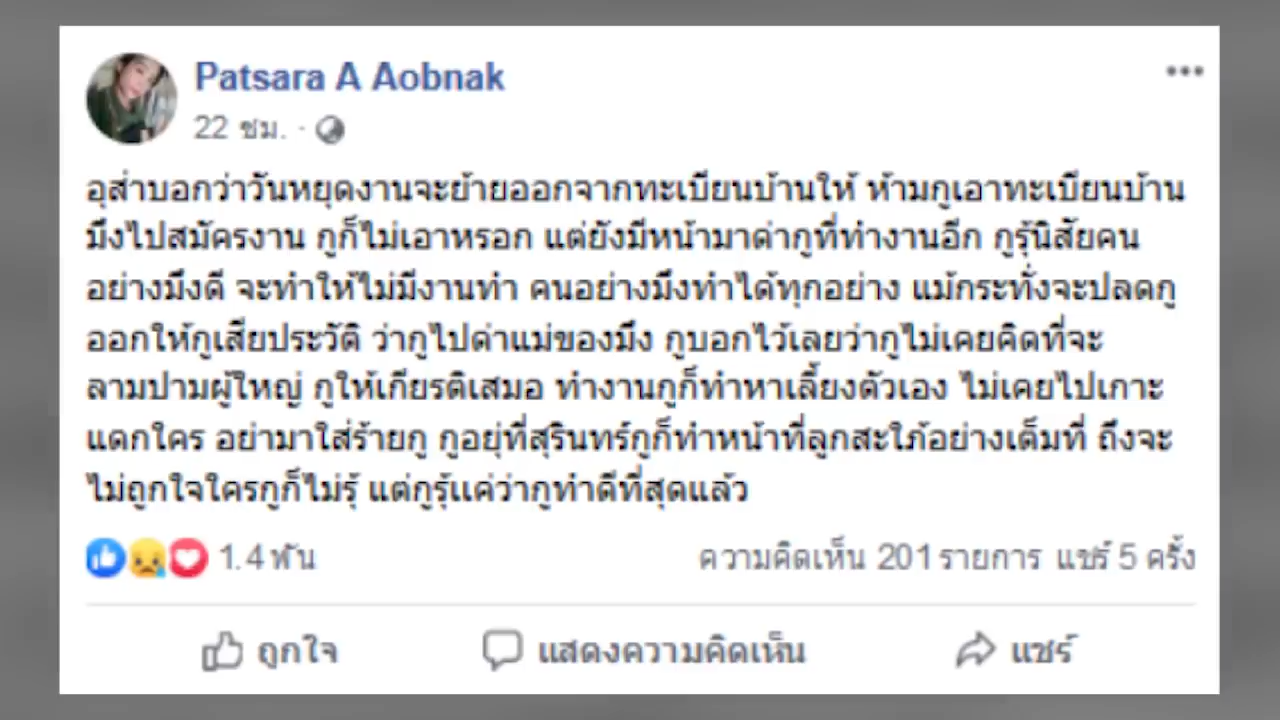 Patsara A Aobnak
22 ชม.
อุส่าบอกว่าวันหยุดงานจะย้ายออกจากทะเบียนบ้านให้ ห้ามกูเอาทะเบียนบ้าน
มึงไปสมัครงาน กูก็ไม่เอาหรอก แต่ยังมีหน้ามาด่ากูที่ทำงานอีก กูรุ้นิสัยคน
อย่างมึงดี จะทำให้ไม่มีงานทำ คนอย่างมึงทำได้ทุกอย่าง แม้กระทั่งจะปลดกู
ออกให้กูเสียประวัติ ว่ากูไปด่าแม่ของมึง กูบอกไว้เลยว่ากูไม่เคยคิดที่จะ
ลามปามผู้ใหญ่ กูให้เกียรติเสมอ ทำงานกูก็ทำหาเลี้ยงตัวเอง ไม่เคยไปเกาะ
แดกใคร อย่ามาใส่ร้ายกู กูอยุ่ที่สุรินทร์กูก็ทำหน้าที่ลูกสะใภ้อย่างเต็มที่ ถึงจะ
ไม่ถูกใจใครกูก็ไม่รุ้ แต่กูรุ้แค่ว่ากูทำดีที่สุดแล้ว
1.4 พัน ความคิดเห็น 201 รายการ แชร์ 5 ครั้ง
ถูกใจ แสดงความคิดเห็น แชร์